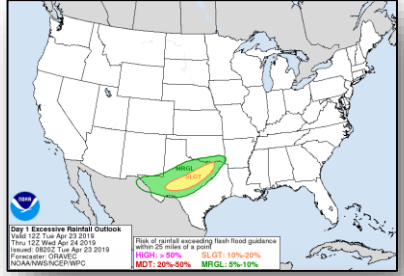 MRGL
SLGT
NOAA
Day 1 Excessive Rainfall Outlook
Valid 12Z Tue Apr 23 2019
Thru 12Z Wed Apr 24 2019
Issued: 0820Z Tue Apr 23 2019
Forecaster: ORAVEC
NOAA/NWS/NCEP/WPC
Risk of rainfall exceeding flash flood guidance
within 25 miles of a point
HIGH: > 50% SLGT: 10%-20%
MDT: 20%-50% MRGL: 5%-10%